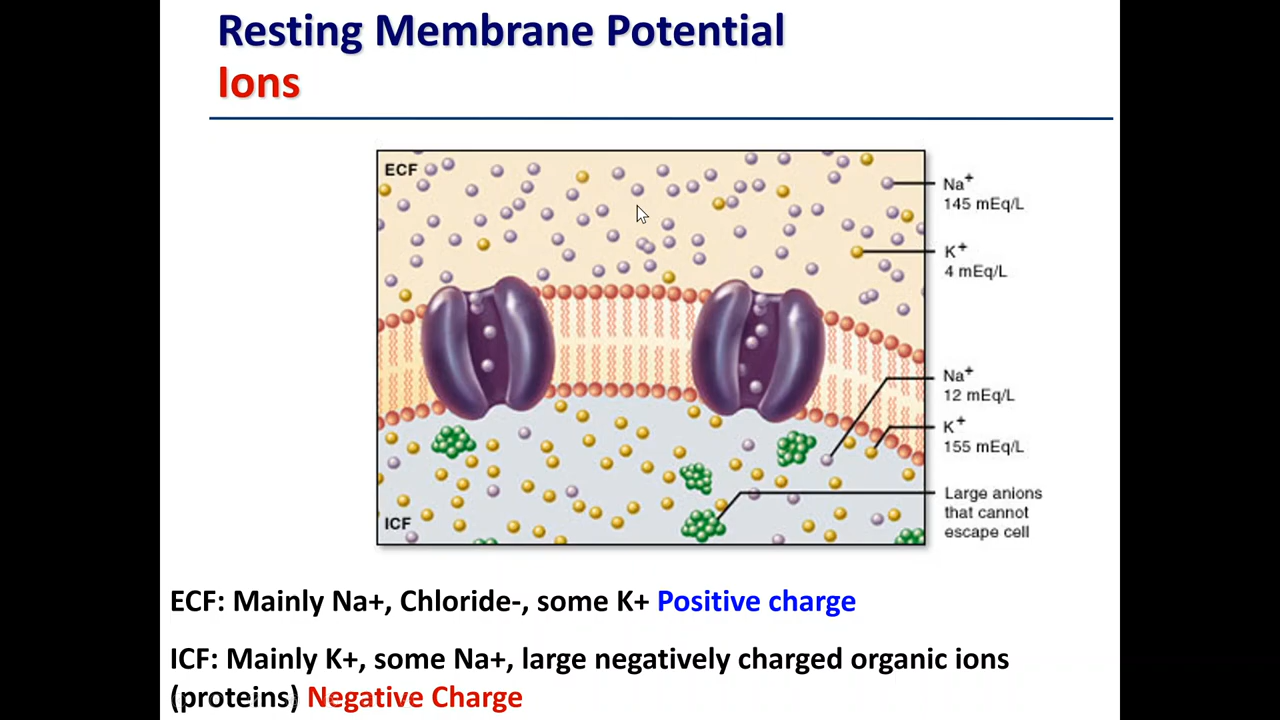 Resting Membrane Potential
Ions
ECF
Na+
145 mEq/L
K+
4 mEq/L
Na+
12 mEq/L
K+
155 mEq/L
Large anions
that cannot
escape cell
ICF
ECF: Mainly Na+, Chloride-, some K+ Positive charge
ICF: Mainly K+, some Na+, large negatively charged organic ions
(proteins) Negative Charge